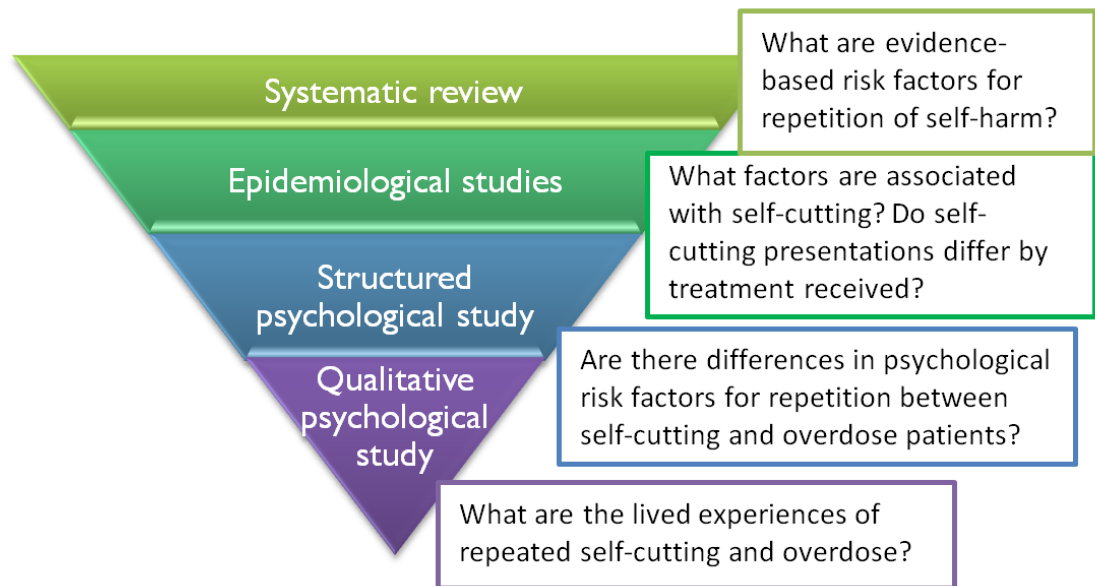 Systematic review
What are evidence-
based risk factors for
repetition of self-harm?
Epidemiological studies
What factors are associated
with self-cutting? Do self-
cutting presentations differ by
treatment received?
Structured
psychological study
Are there differences in psychological
risk factors for repetition between
self-cutting and overdose patients?
Qualitative
psychological
study
What are the lived experiences of
repeated self-cutting and overdose?